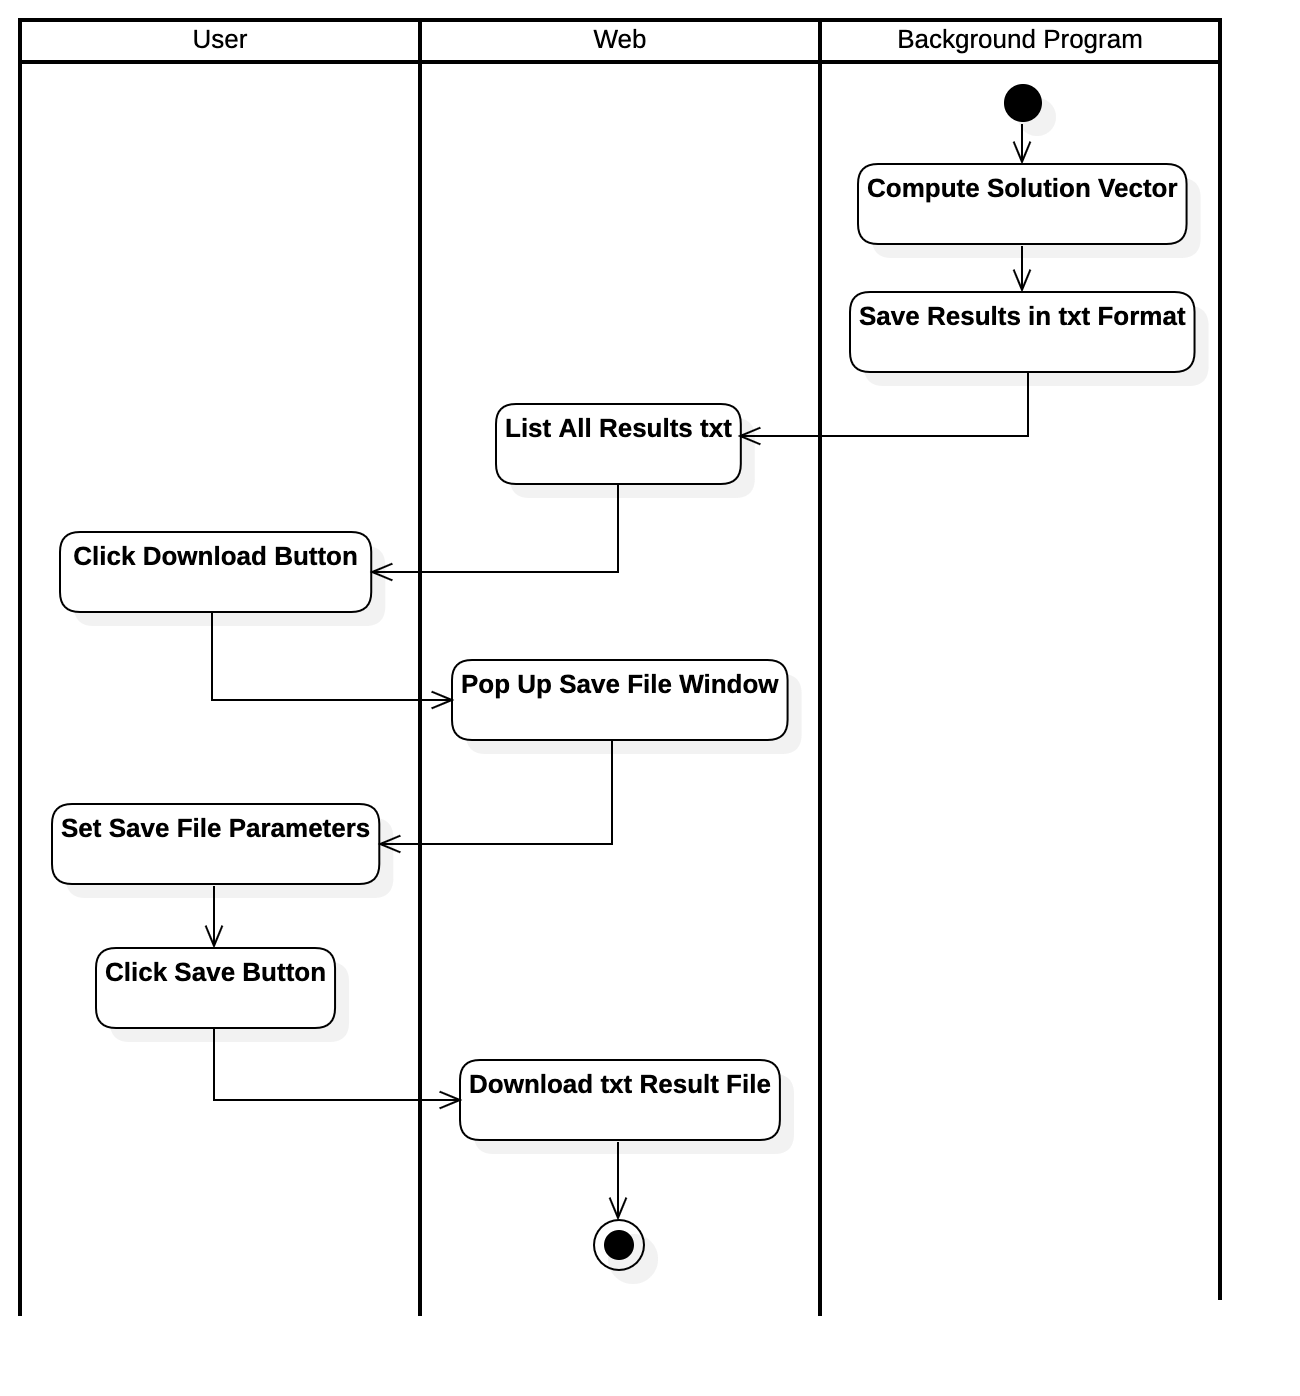 User
Web
Background Program
Compute Solution Vector
Save Results in txt Format
List All Results txt
Click Download Button
Pop Up Save File Window
Set Save File Parameters
Click Save Button
Download txt Result File